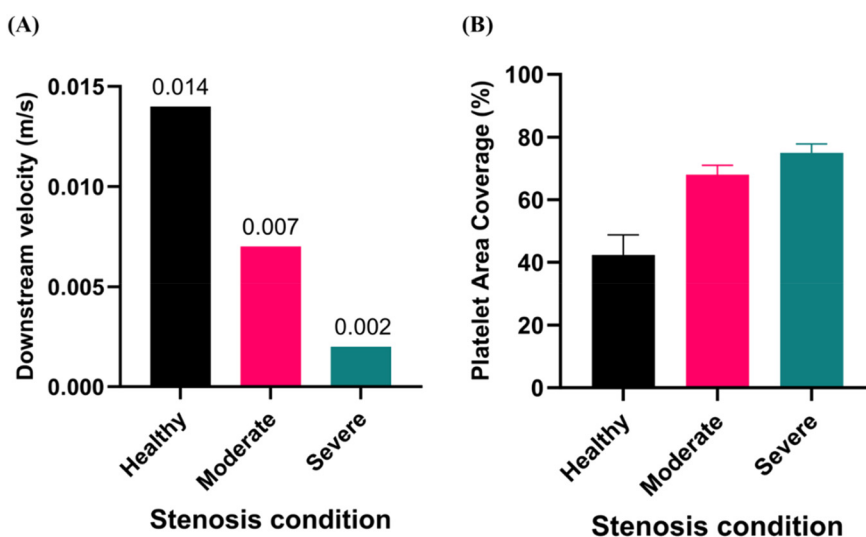 (A)
Downstream velocity (m/s)
0.015
0.010
0.005
0.000
0.014
0.007
0.002
Healthy
Moderate
Severe
Stenosis condition
(B)
Platelet Area Coverage (%)
100
80
60
40
20
0
Healthy
Moderate
Severe
Stenosis condition